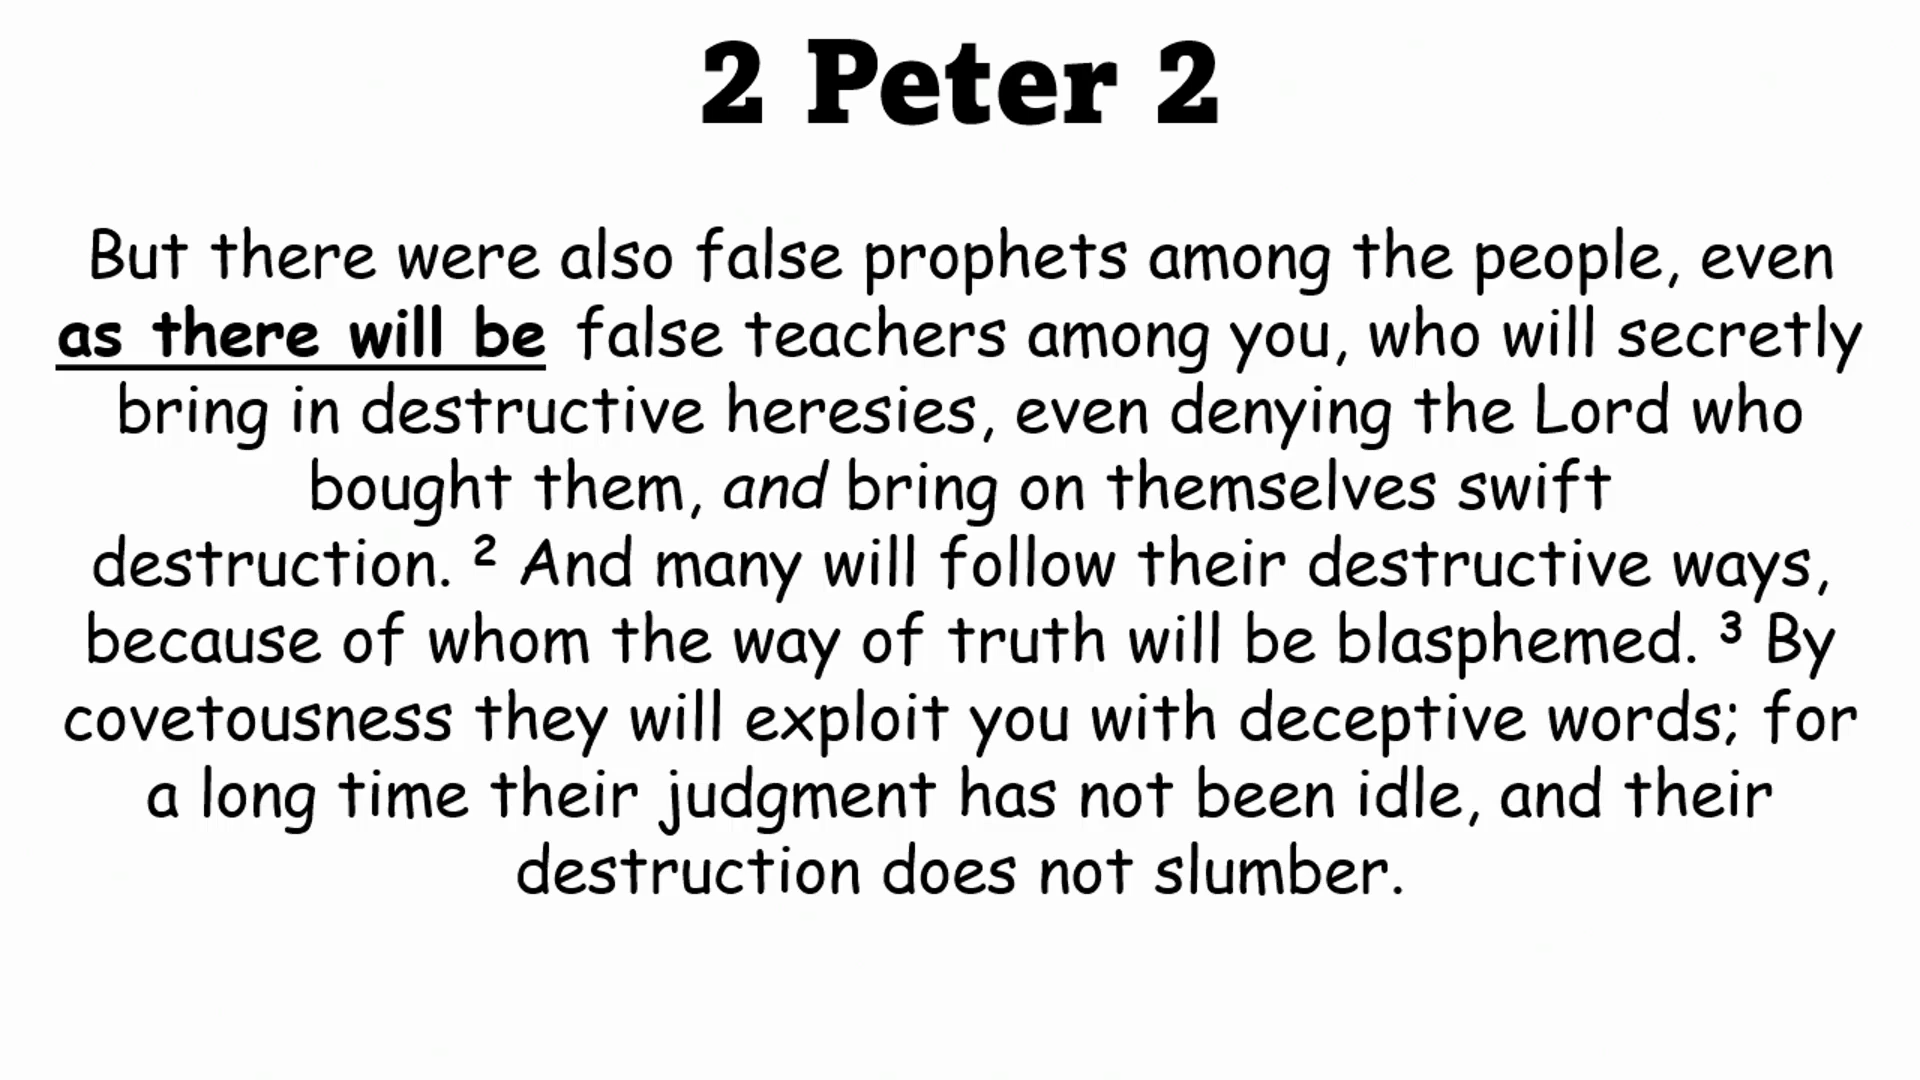 2 Peter 2
But there were also false prophets among the people, even
as there will be false teachers among you, who will secretly
bring in destructive heresies, even denying the Lord who
bought them, and bring on themselves swift
destruction. ² And many will follow their destructive ways,
because of whom the way of truth will be blasphemed. ³ By
covetousness they will exploit you with deceptive words; for
a long time their judgment has not been idle, and their
destruction does not slumber.